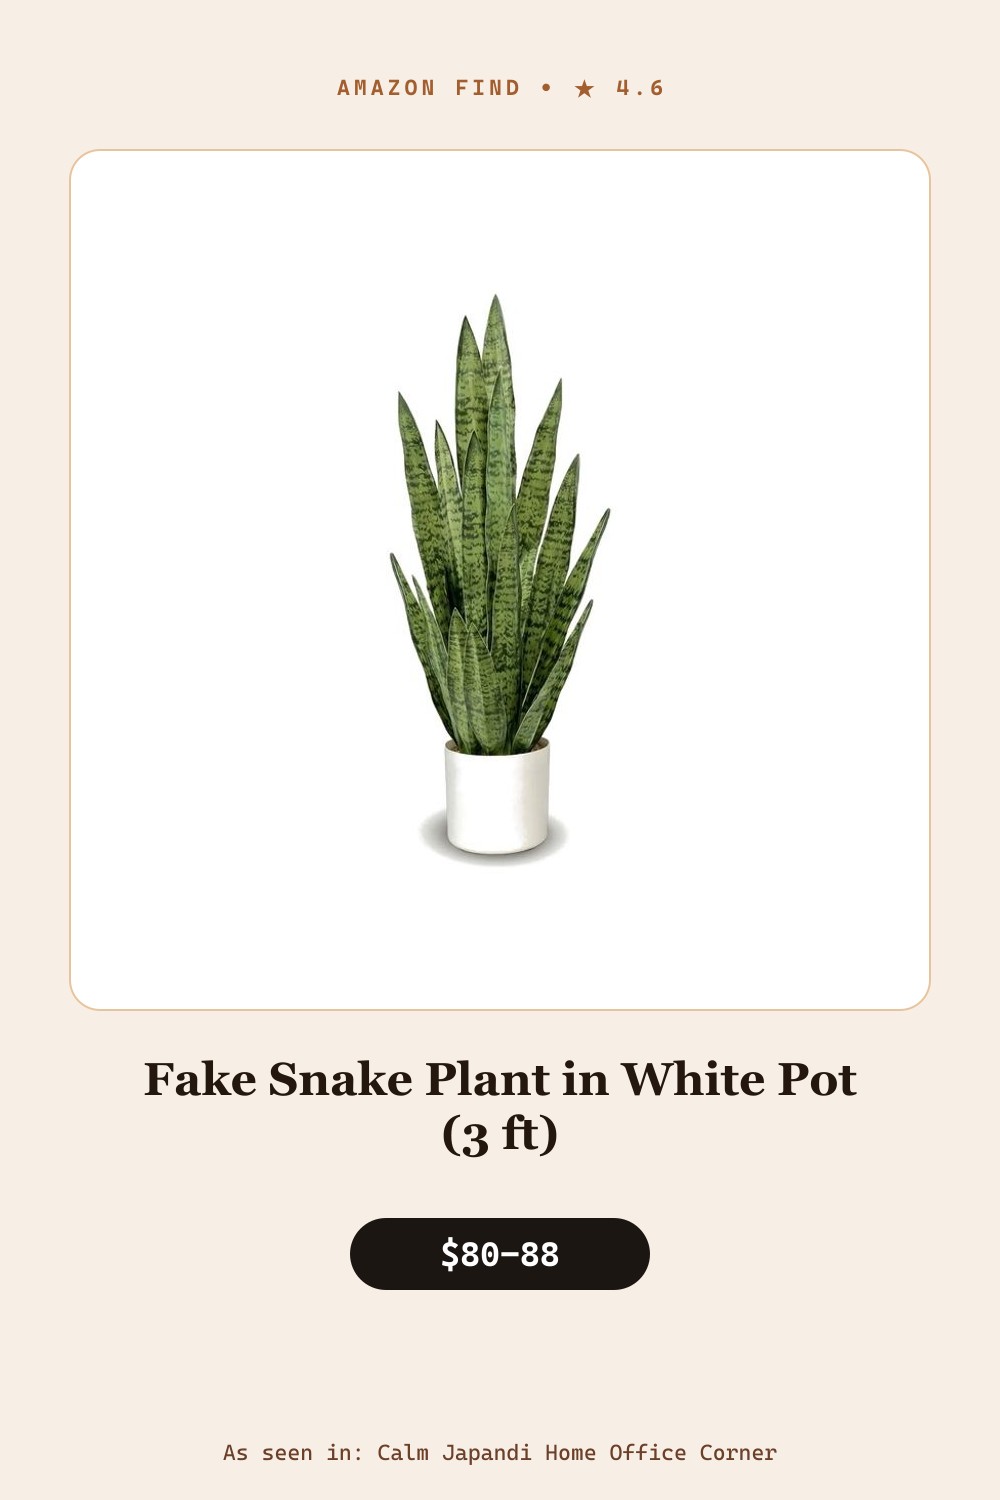 AMAZON FIND • ★ 4.6
Fake Snake Plant in White Pot
(3 ft)
$80–88
As seen in: Calm Japandi Home Office Corner